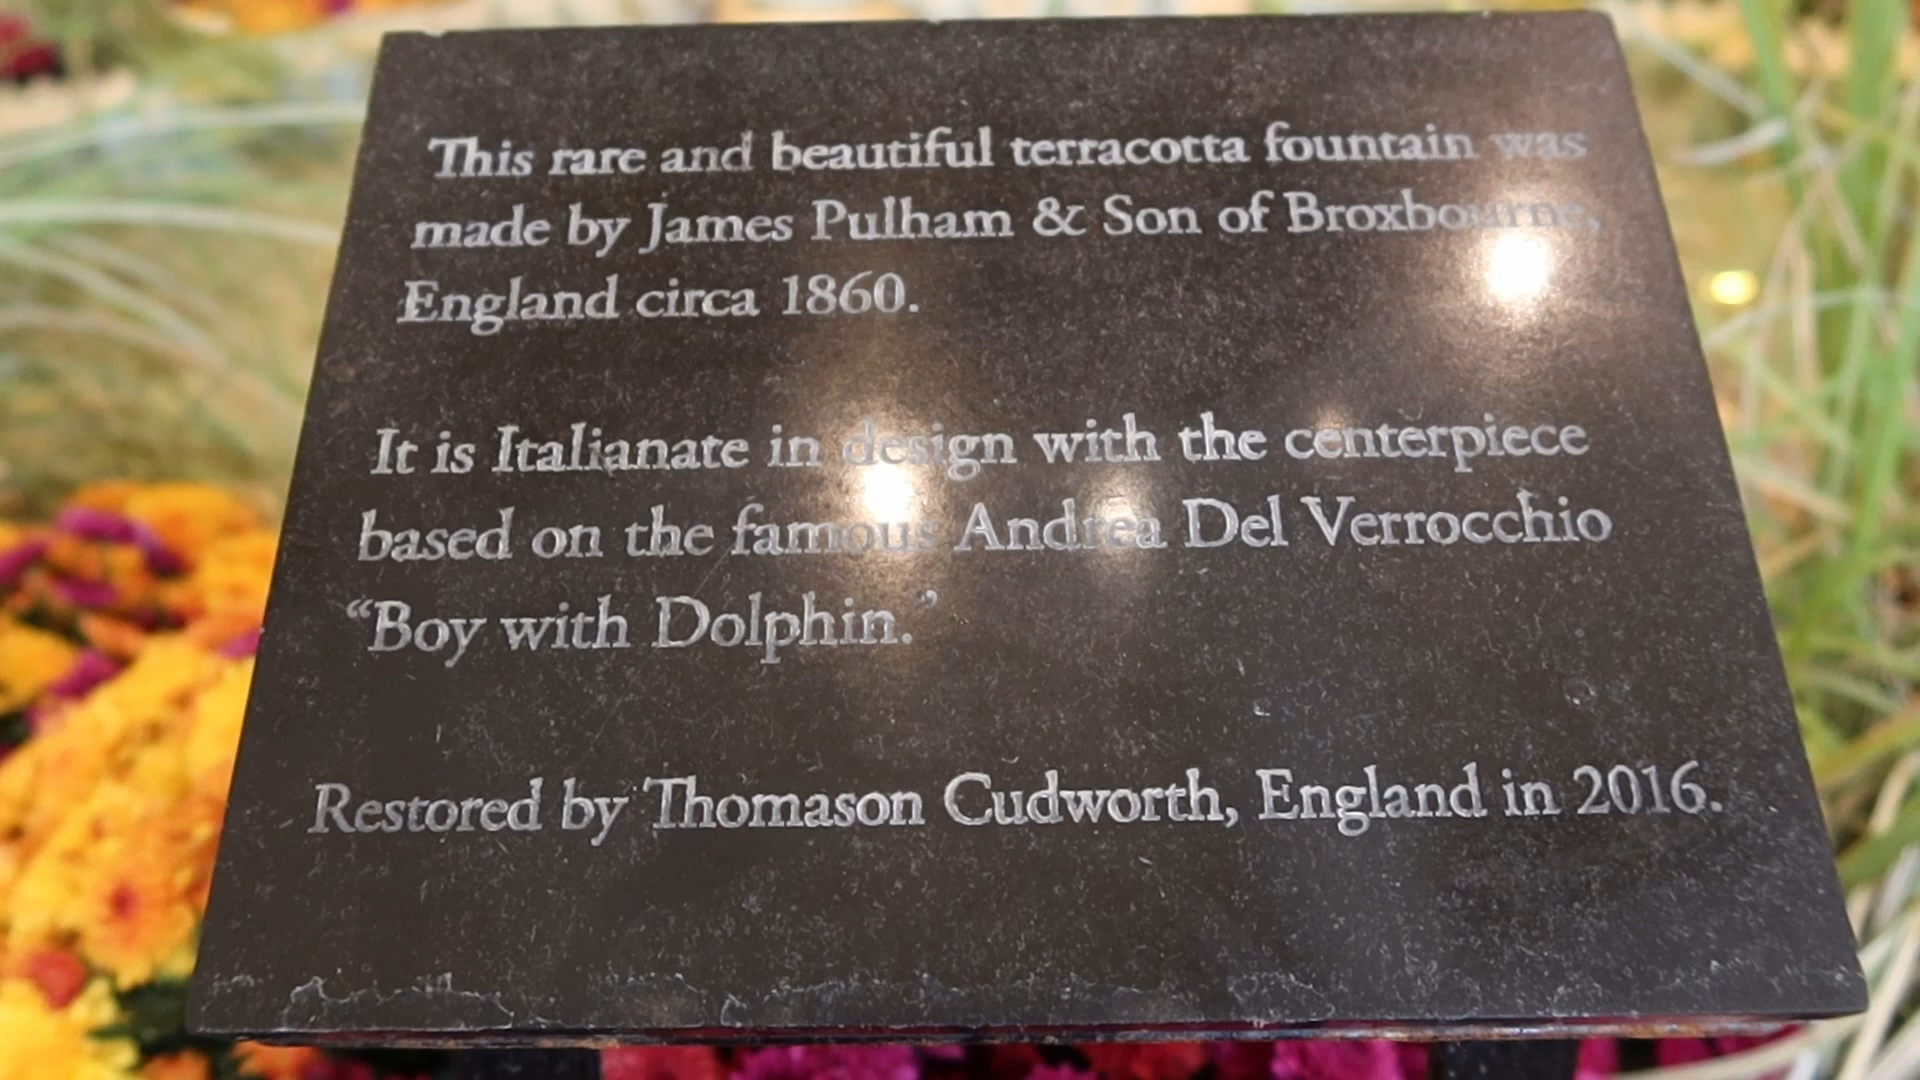 This rare and beautiful terracotta fountain was
made by James Pulham & Son of Broxbourne,
England circa 1860.
It is Italianate in design with the centerpiece
based on the famous Andrea Del Verrocchio
“Boy with Dolphin.”
Restored by Thomason Cudworth, England in 2016.